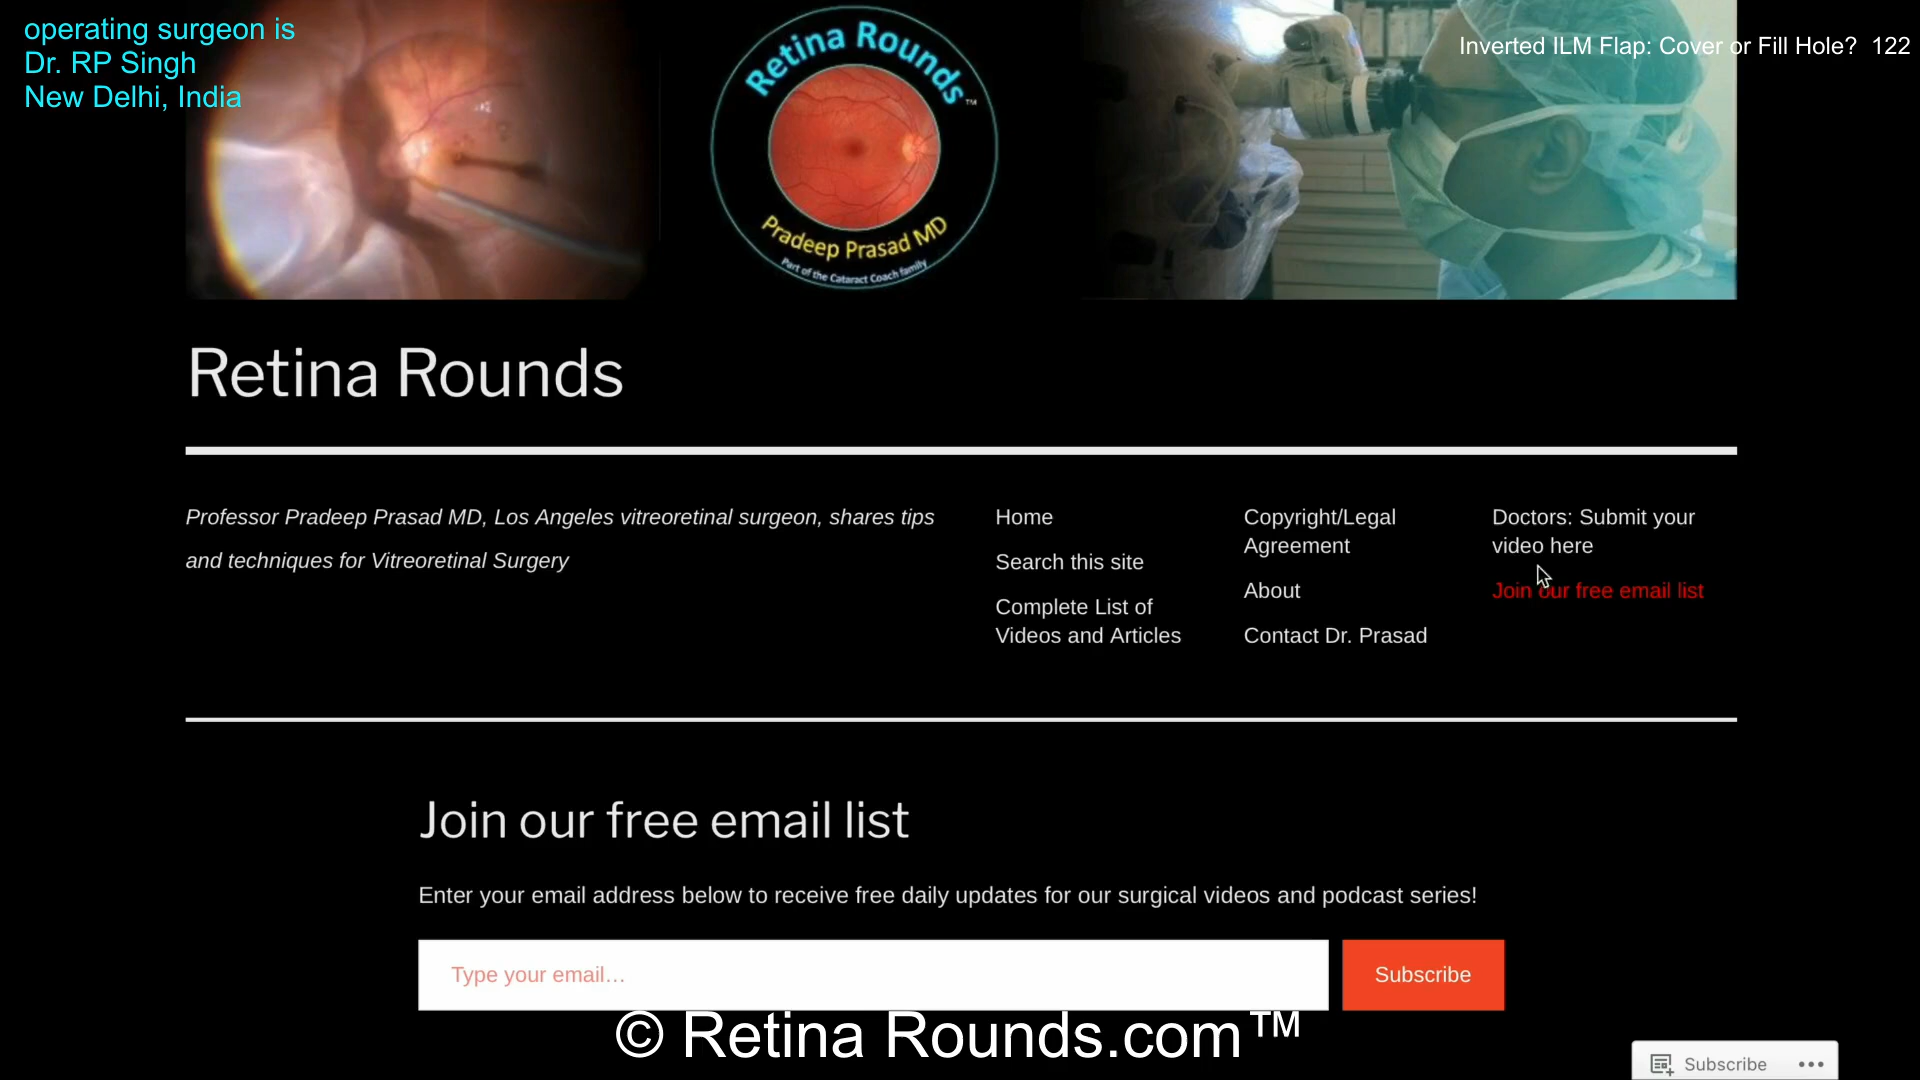 operating surgeon is
Dr. RP Singh
New Delhi, India
Retina Rounds™
Pradeep Prasad MD
Part of the Cataract Coach family
Inverted ILM Flap: Cover or Fill Hole? 122
Retina Rounds
Professor Pradeep Prasad MD, Los Angeles vitreoretinal surgeon, shares tips
and techniques for Vitreoretinal Surgery
Home
Search this site
Complete List of
Videos and Articles
Copyright/Legal
Agreement
About
Contact Dr. Prasad
Doctors: Submit your
video here
Join our free email list
Join our free email list
Enter your email address below to receive free daily updates for our surgical videos and podcast series!
Type your email…
Subscribe
© Retina Rounds.com™
Subscribe